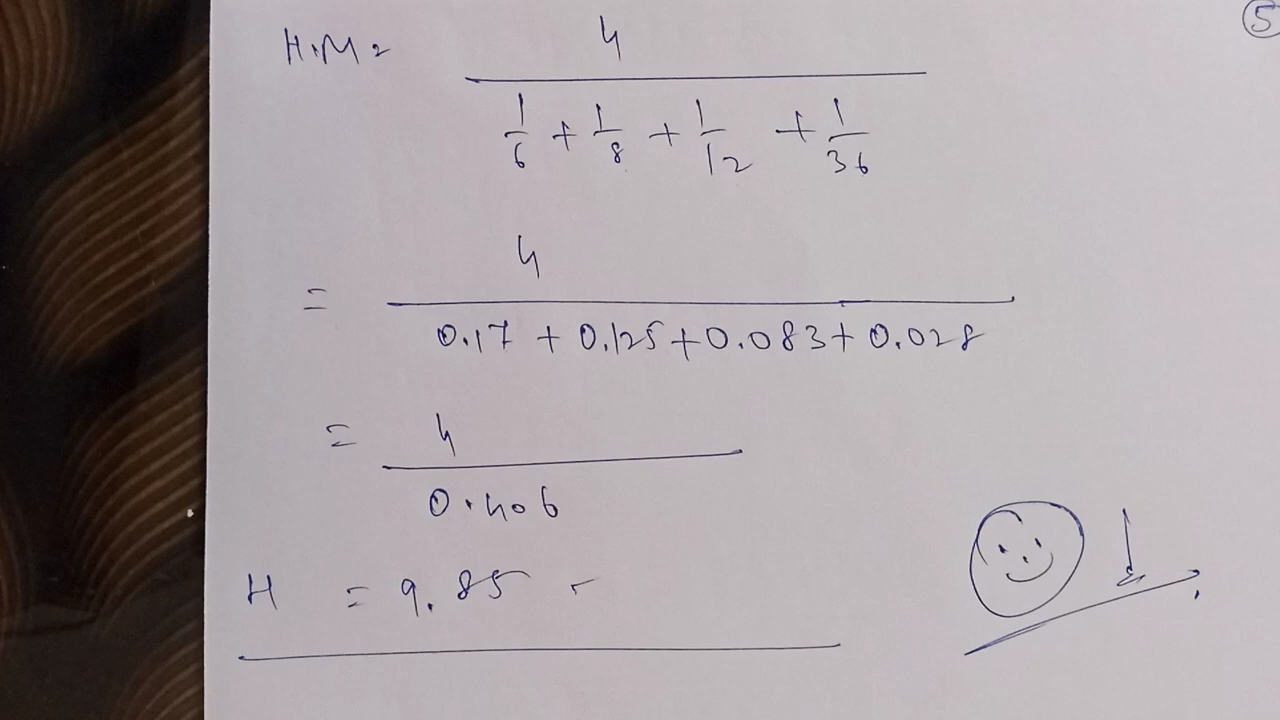 5
H.M =
4
1/6 + 1/8 + 1/12 + 1/36
4
=
0.17 + 0.125 + 0.083 + 0.028
= 4
0.406
H = 9.85